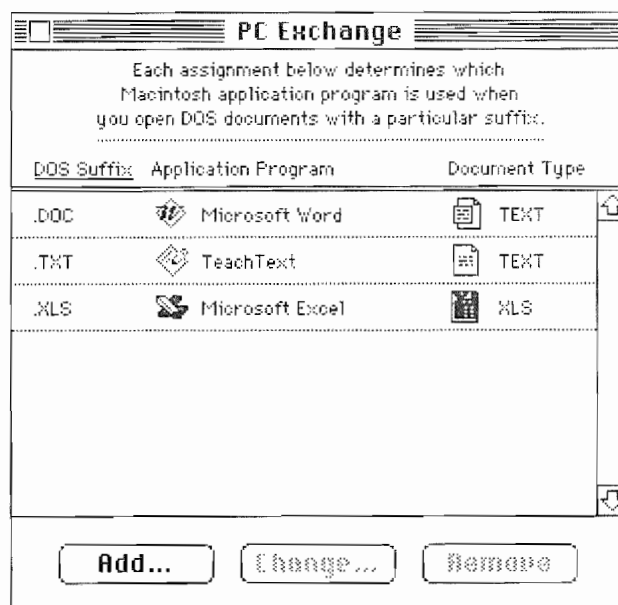 PC Exchange
Each assignment below determines which
Macintosh application program is used when
you open DOS documents with a particular suffix.
DOS Suffix Application Program Document Type
.DOC Microsoft Word TEXT
.TXT TeachText TEXT
.XLS Microsoft Excel XLS
Add... Change... Remove